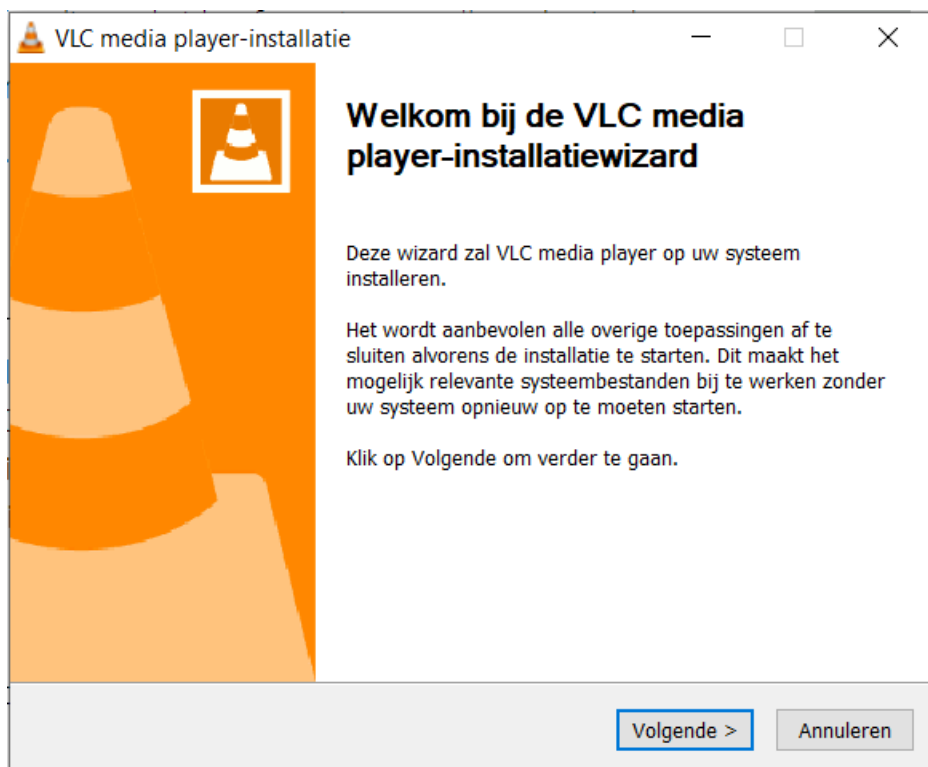 VLC media player-installatie
Welkom bij de VLC media
player-installatiewizard
Deze wizard zal VLC media player op uw systeem
installeren.
Het wordt aanbevolen alle overige toepassingen af te
sluiten alvorens de installatie te starten. Dit maakt het
mogelijk relevante systeembestanden bij te werken zonder
uw systeem opnieuw op te moeten starten.
Klik op Volgende om verder te gaan.
Volgende >
Annuleren